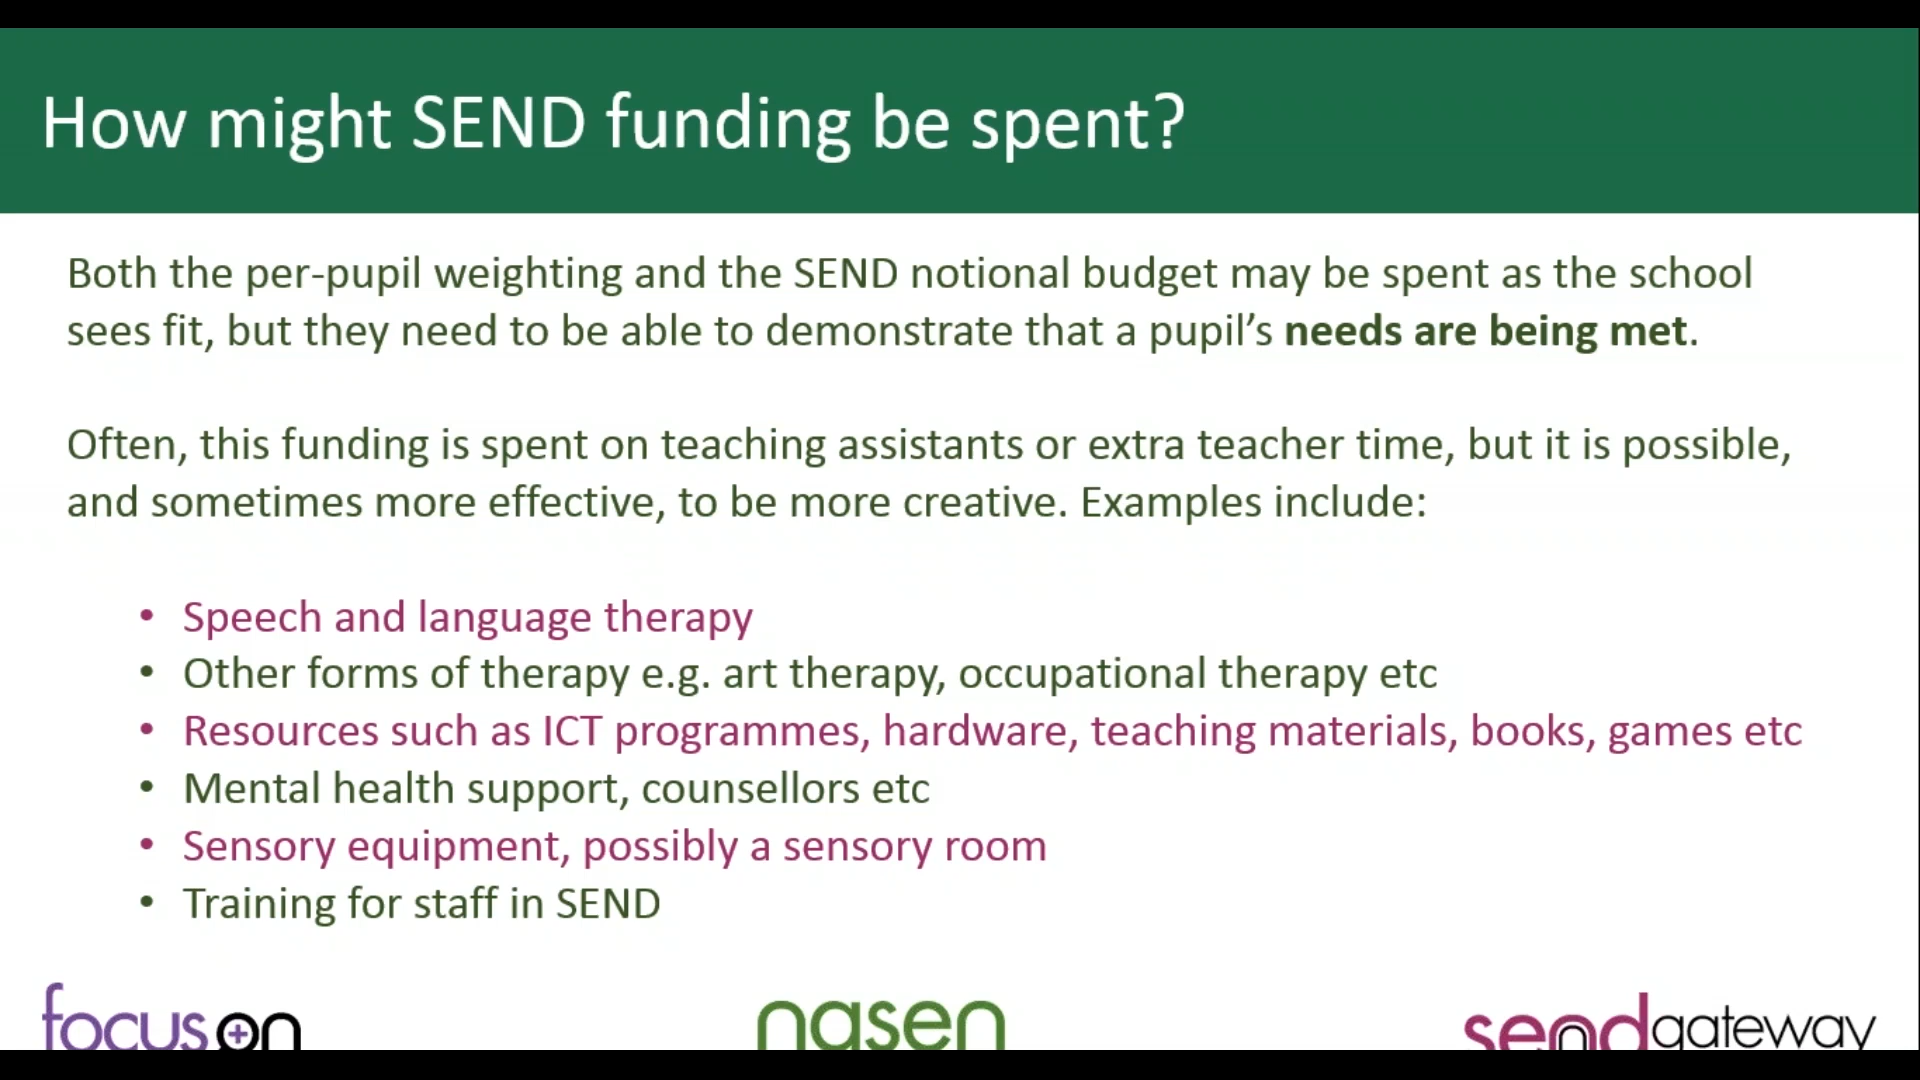 How might SEND funding be spent?
Both the per-pupil weighting and the SEND notional budget may be spent as the school
sees fit, but they need to be able to demonstrate that a pupil’s needs are being met.
Often, this funding is spent on teaching assistants or extra teacher time, but it is possible,
and sometimes more effective, to be more creative. Examples include:
• Speech and language therapy
• Other forms of therapy e.g. art therapy, occupational therapy etc
• Resources such as ICT programmes, hardware, teaching materials, books, games etc
• Mental health support, counsellors etc
• Sensory equipment, possibly a sensory room
• Training for staff in SEND
focus on nasen sendgateway